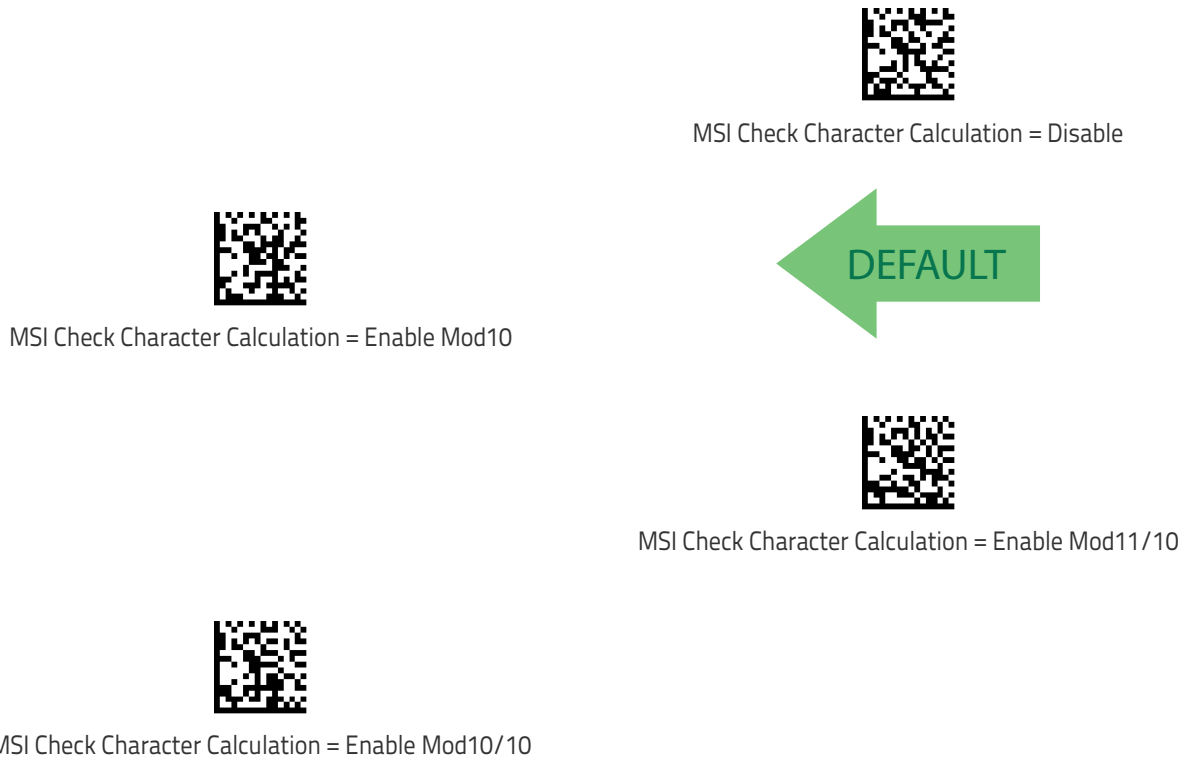 MSI Check Character Calculation = Disable
DEFAULT
MSI Check Character Calculation = Enable Mod10
MSI Check Character Calculation = Enable Mod11/10
MSI Check Character Calculation = Enable Mod10/10